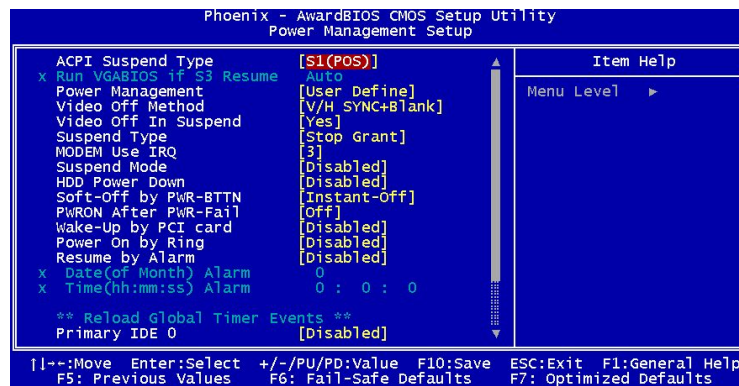 Phoenix - AwardBIOS CMOS Setup Utility
Power Management Setup
ACPI Suspend Type [S1(POS)]
x Run VGABIOS if S3 Resume Auto
Power Management [User Define]
Video Off Method [V/H SYNC+Blank]
Video Off In Suspend [Yes]
Suspend Type [Stop Grant]
MODEM Use IRQ [3]
Suspend Mode [Disabled]
HDD Power Down [Disabled]
Soft-Off by PWR-BTTN [Instant-Off]
PWRON After PWR-Fail [Off]
Wake-Up by PCI card [Disabled]
Power On by Ring [Disabled]
Resume by Alarm [Disabled]
x Date(of Month) Alarm 0
x Time(hh:mm:ss) Alarm 0 : 0 : 0
** Reload Global Timer Events **
Primary IDE 0 [Disabled]
Item Help
Menu Level ►
↑↓→←:Move Enter:Select +/-/PU/PD:Value F10:Save ESC:Exit F1:General Help
F5: Previous Values F6: Fail-Safe Defaults F7: Optimized Defaults